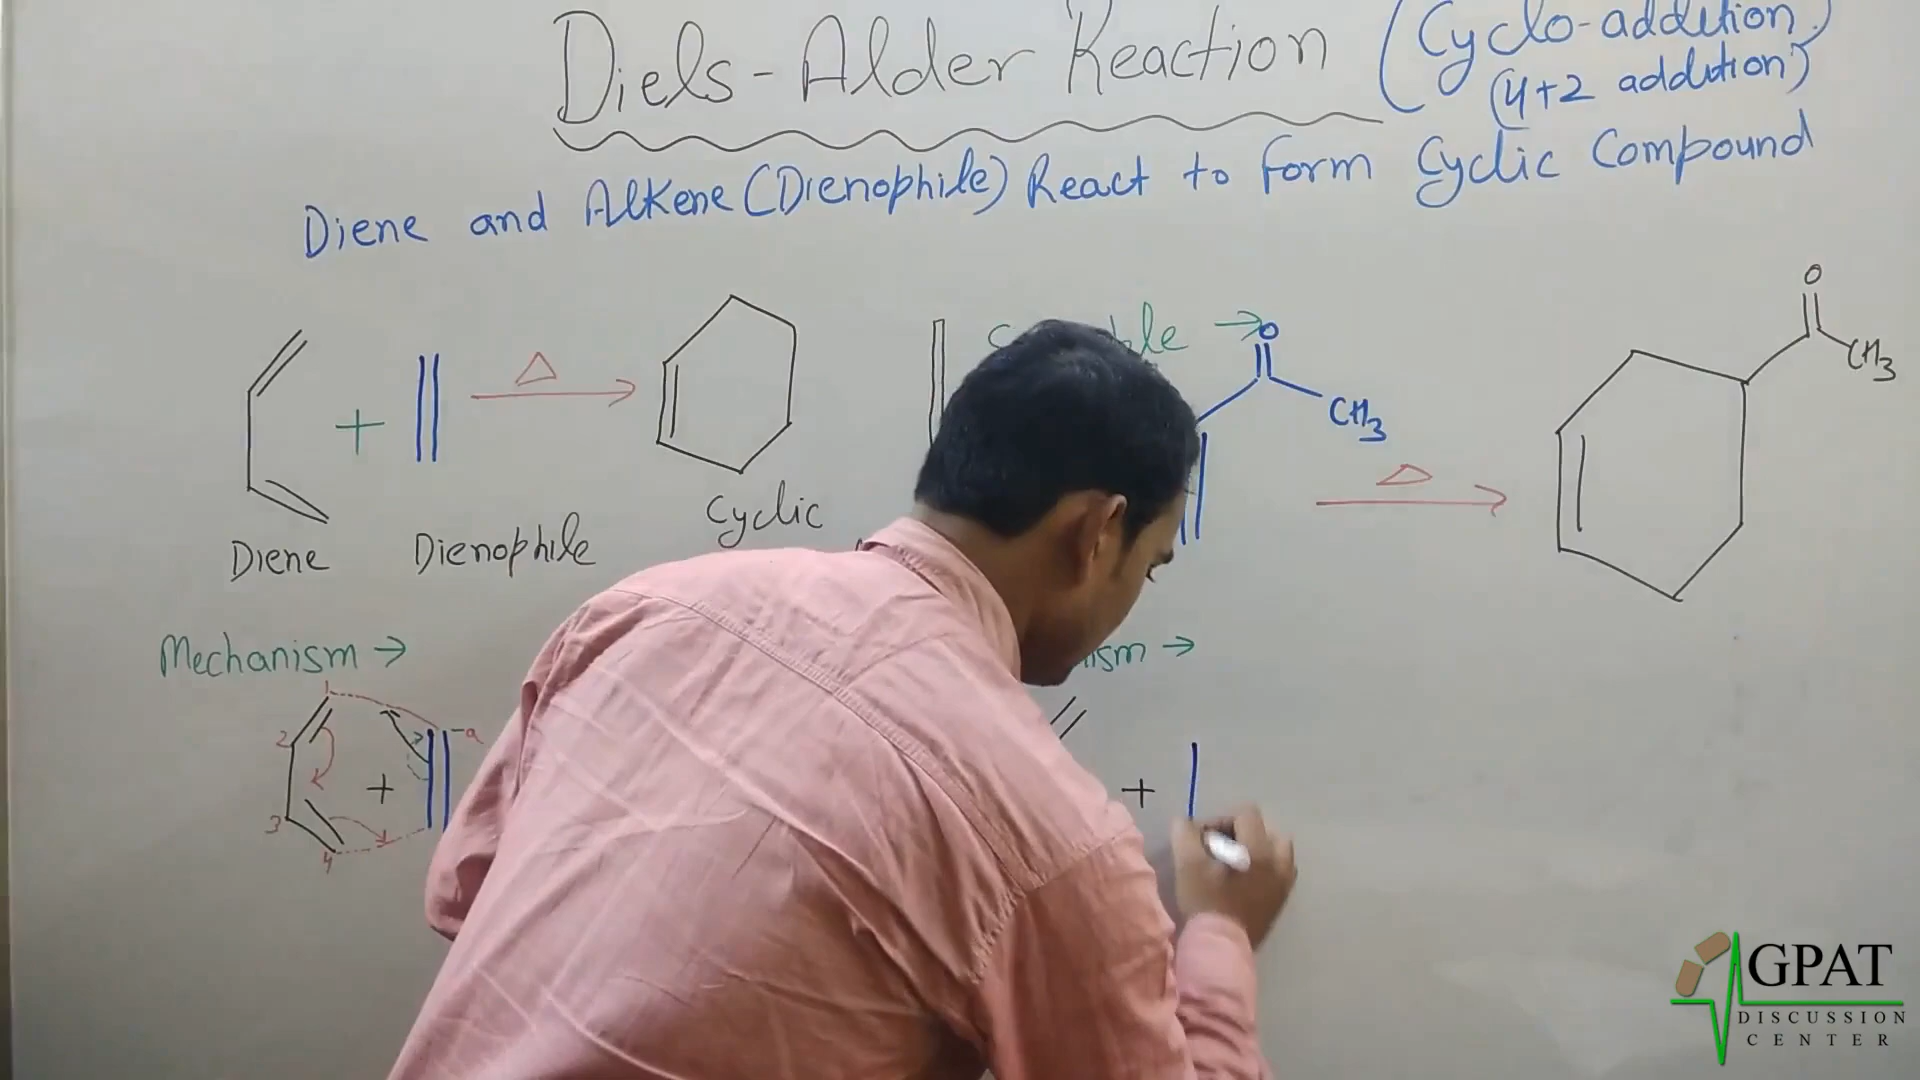 Diels-Alder Reaction (Cyclo-addition)
(4+2 addition)
Diene and Alkene (Dienophile) React to form Cyclic Compound
O
O
CH3
CH3
+
Δ
Δ
Diene
Dienophile
Cyclic
Mechanism →
→
1
2
3
4
a
+
+
GPAT
DISCUSSION
CENTER